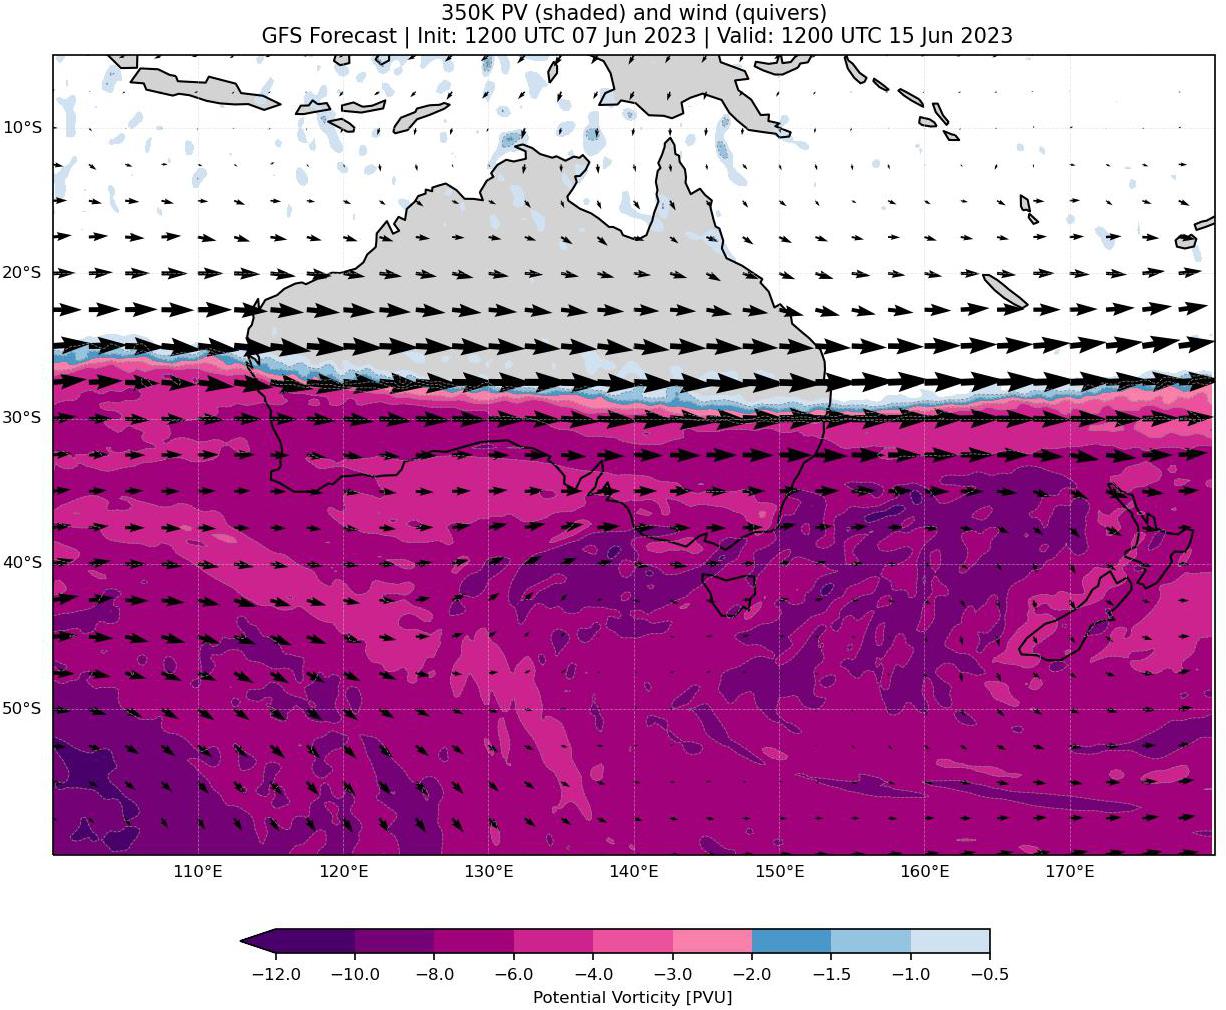 350K PV (shaded) and wind (quivers)
GFS Forecast | Init: 1200 UTC 07 Jun 2023 | Valid: 1200 UTC 15 Jun 2023
10°S
20°S
30°S
40°S
50°S
110°E 120°E 130°E 140°E 150°E 160°E 170°E
−12.0 −10.0 −8.0 −6.0 −4.0 −3.0 −2.0 −1.5 −1.0 −0.5
Potential Vorticity [PVU]